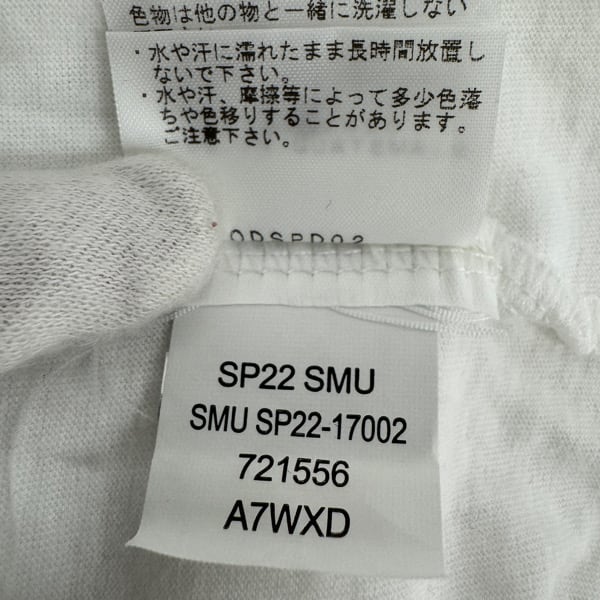 色物は他の物と一緒に洗濯しない
・水や汗に濡れたまま長時間放置し
ないで下さい。
・水や汗、摩擦等によって多少色落
ちや色移りすることがあります。
ご注意下さい。
ODSPD02
SP22 SMU
SMU SP22-17002
721556
A7WXD